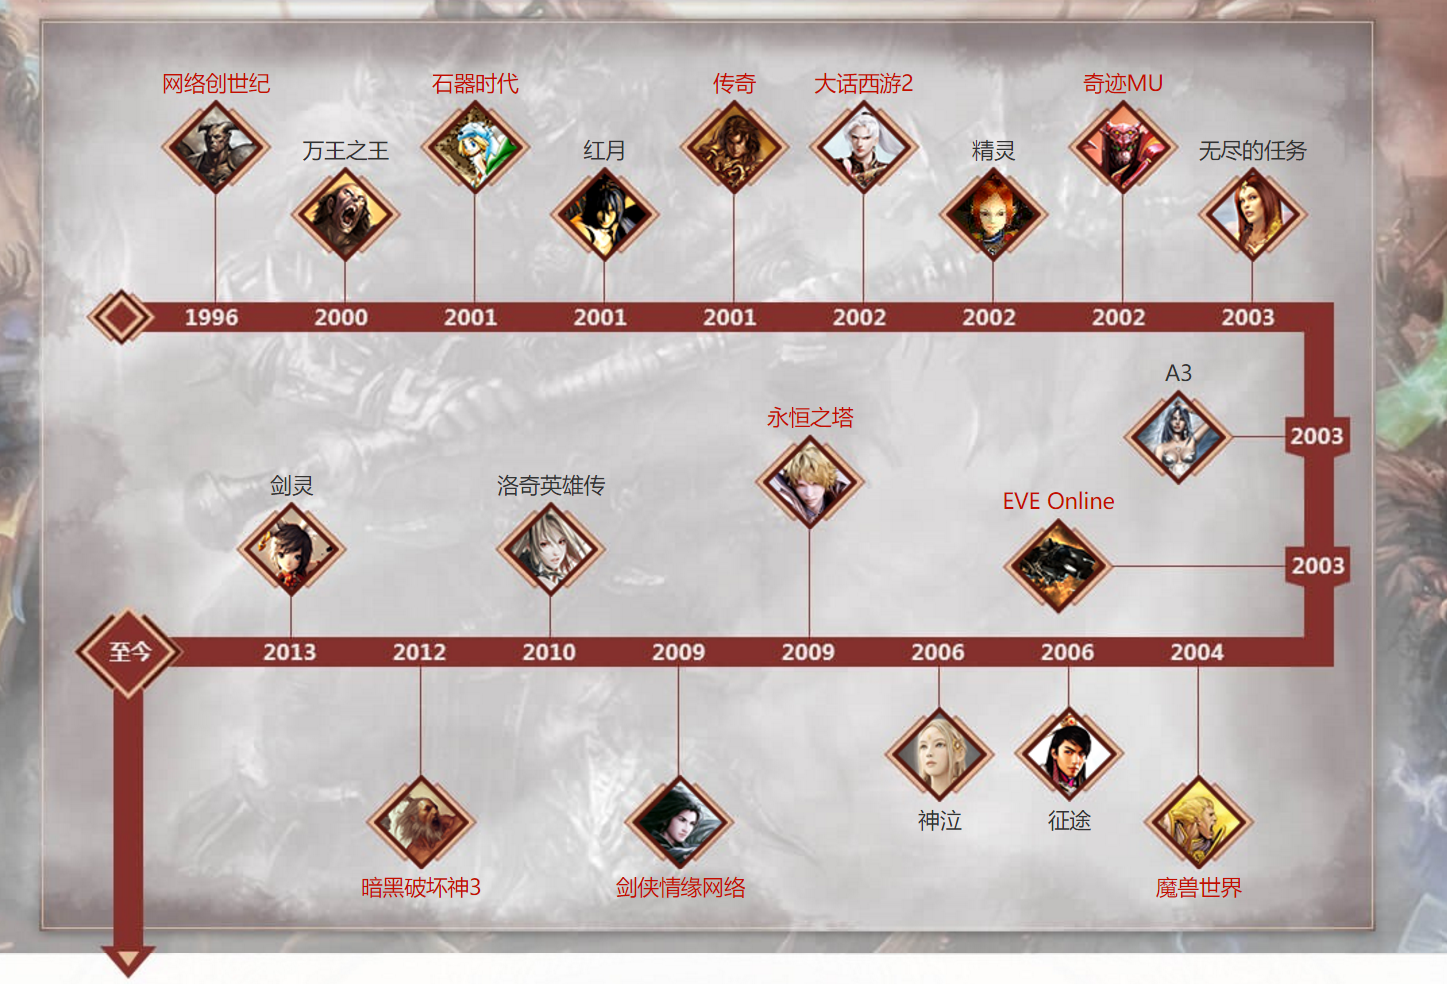 网络创世纪
石器时代
传奇
大话西游2
奇迹MU
万王之王
红月
精灵
无尽的任务
1996
2000
2001
2001
2001
2002
2002
2002
2003
A3
2003
永恒之塔
剑灵
洛奇英雄传
EVE Online
2003
至今
2013
2012
2010
2009
2009
2006
2006
2004
神泣
征途
暗黑破坏神3
剑侠情缘网络
魔兽世界